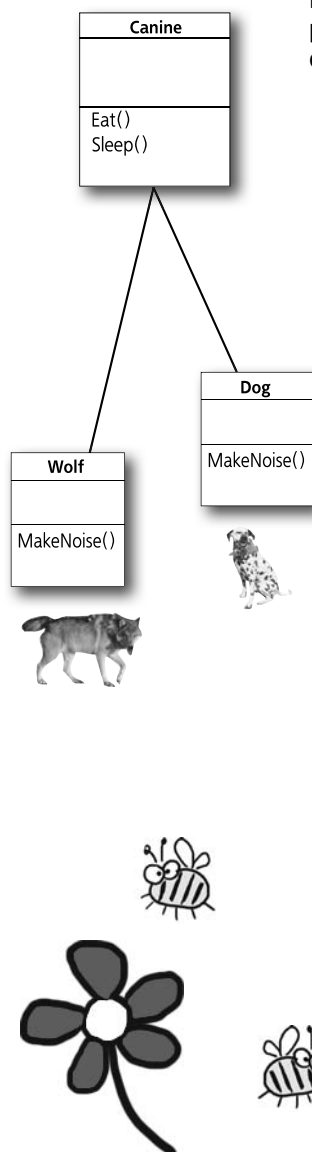 Canine
Eat()
Sleep()
Dog
MakeNoise()
Wolf
MakeNoise()